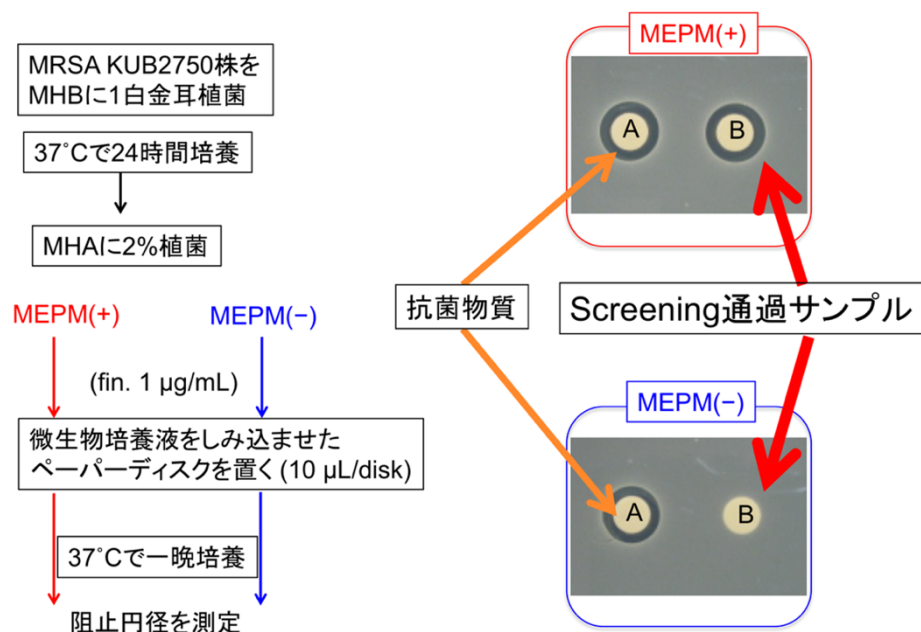 MRSA KUB2750株を
MHBに1白金耳植菌
37˚Cで24時間培養
MHAに2%植菌
MEPM(+)
MEPM(−)
(fin. 1 µg/mL)
微生物培養液をしみ込ませた
ペーパーディスクを置く(10 µL/disk)
37˚Cで一晩培養
阻止円径を測定
MEPM(+)
A
B
抗菌物質
Screening通過サンプル
MEPM(−)
A
B